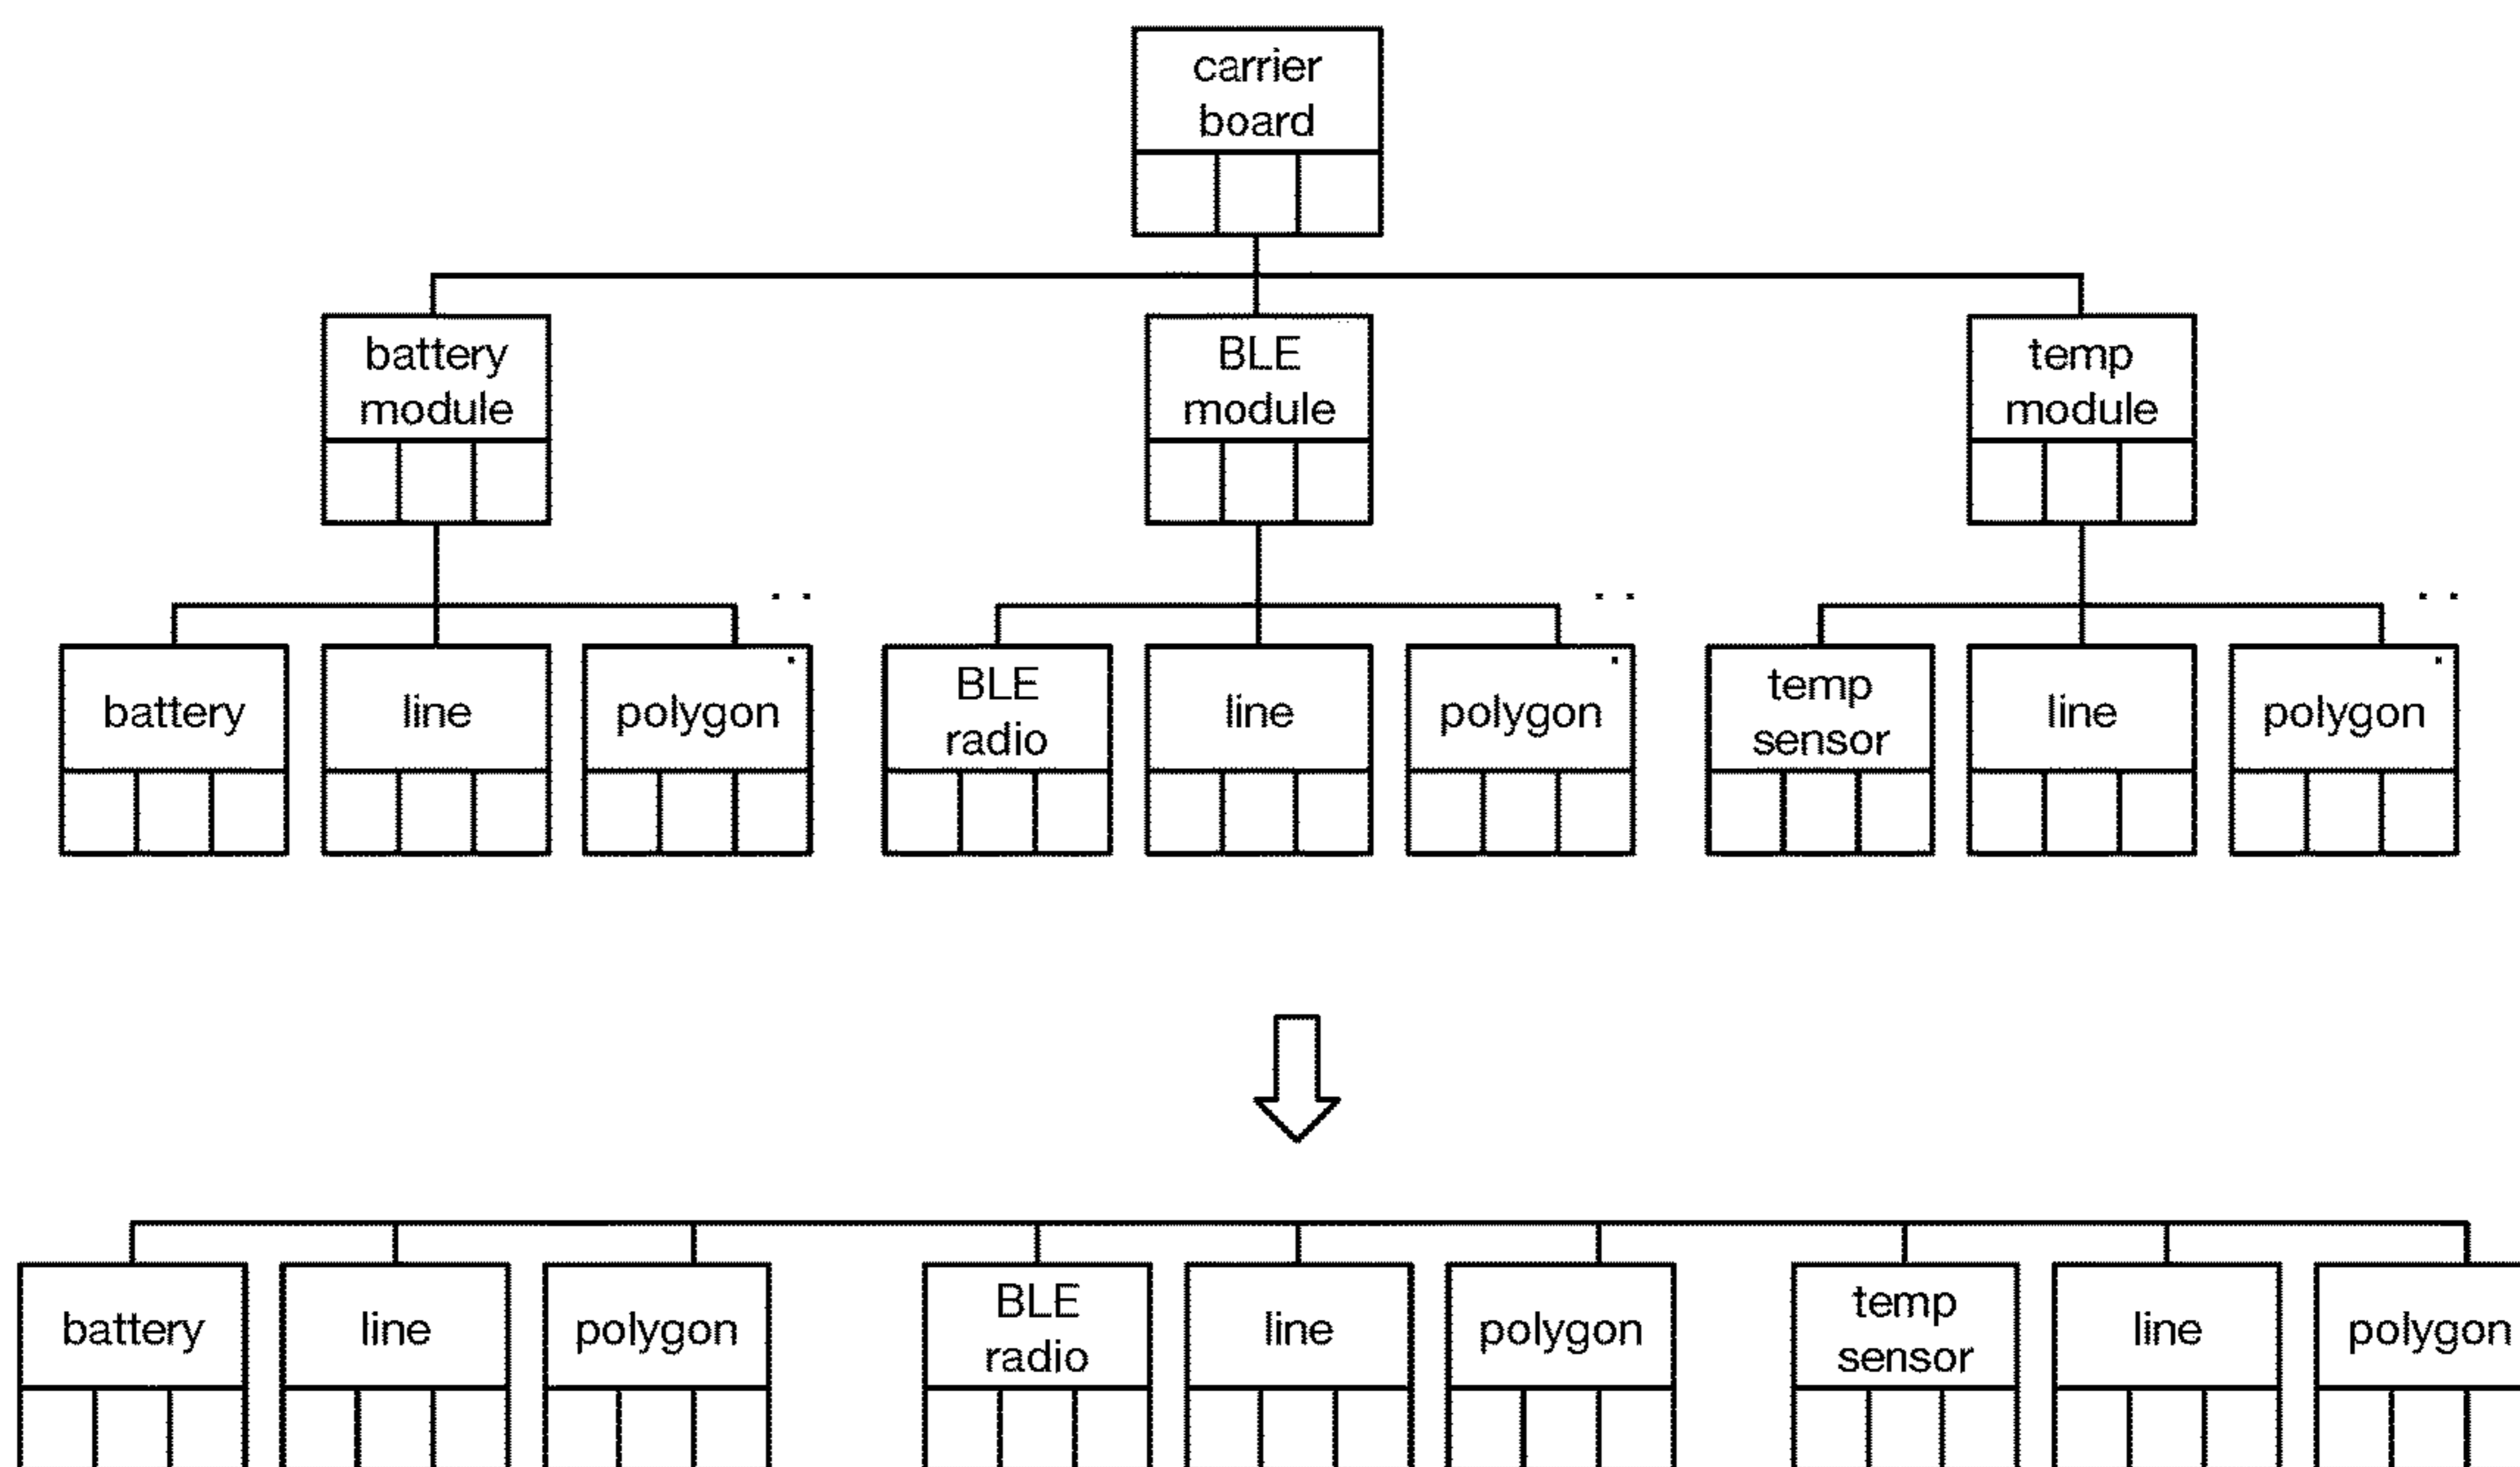 carrier
board
battery
module
BLE
module
temp
module
battery
line
polygon
BLE
radio
line
polygon
temp
sensor
line
polygon
battery
line
polygon
BLE
radio
line
polygon
temp
sensor
line
polygon